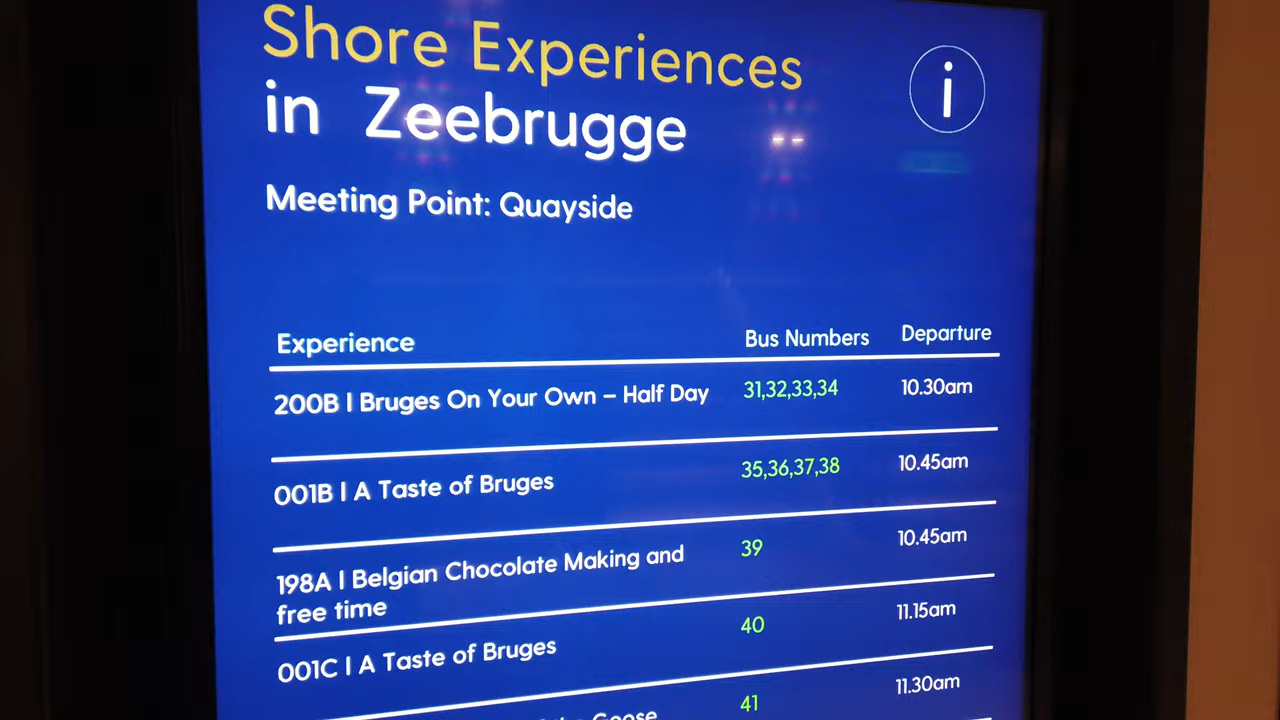 Shore Experiences
in Zeebrugge
i
Meeting Point: Quayside
Experience Bus Numbers Departure
200B | Bruges On Your Own – Half Day 31,32,33,34 10.30am
001B | A Taste of Bruges 35,36,37,38 10.45am
198A | Belgian Chocolate Making and 39 10.45am
free time
001C | A Taste of Bruges 40 11.15am
Goose 41 11.30am